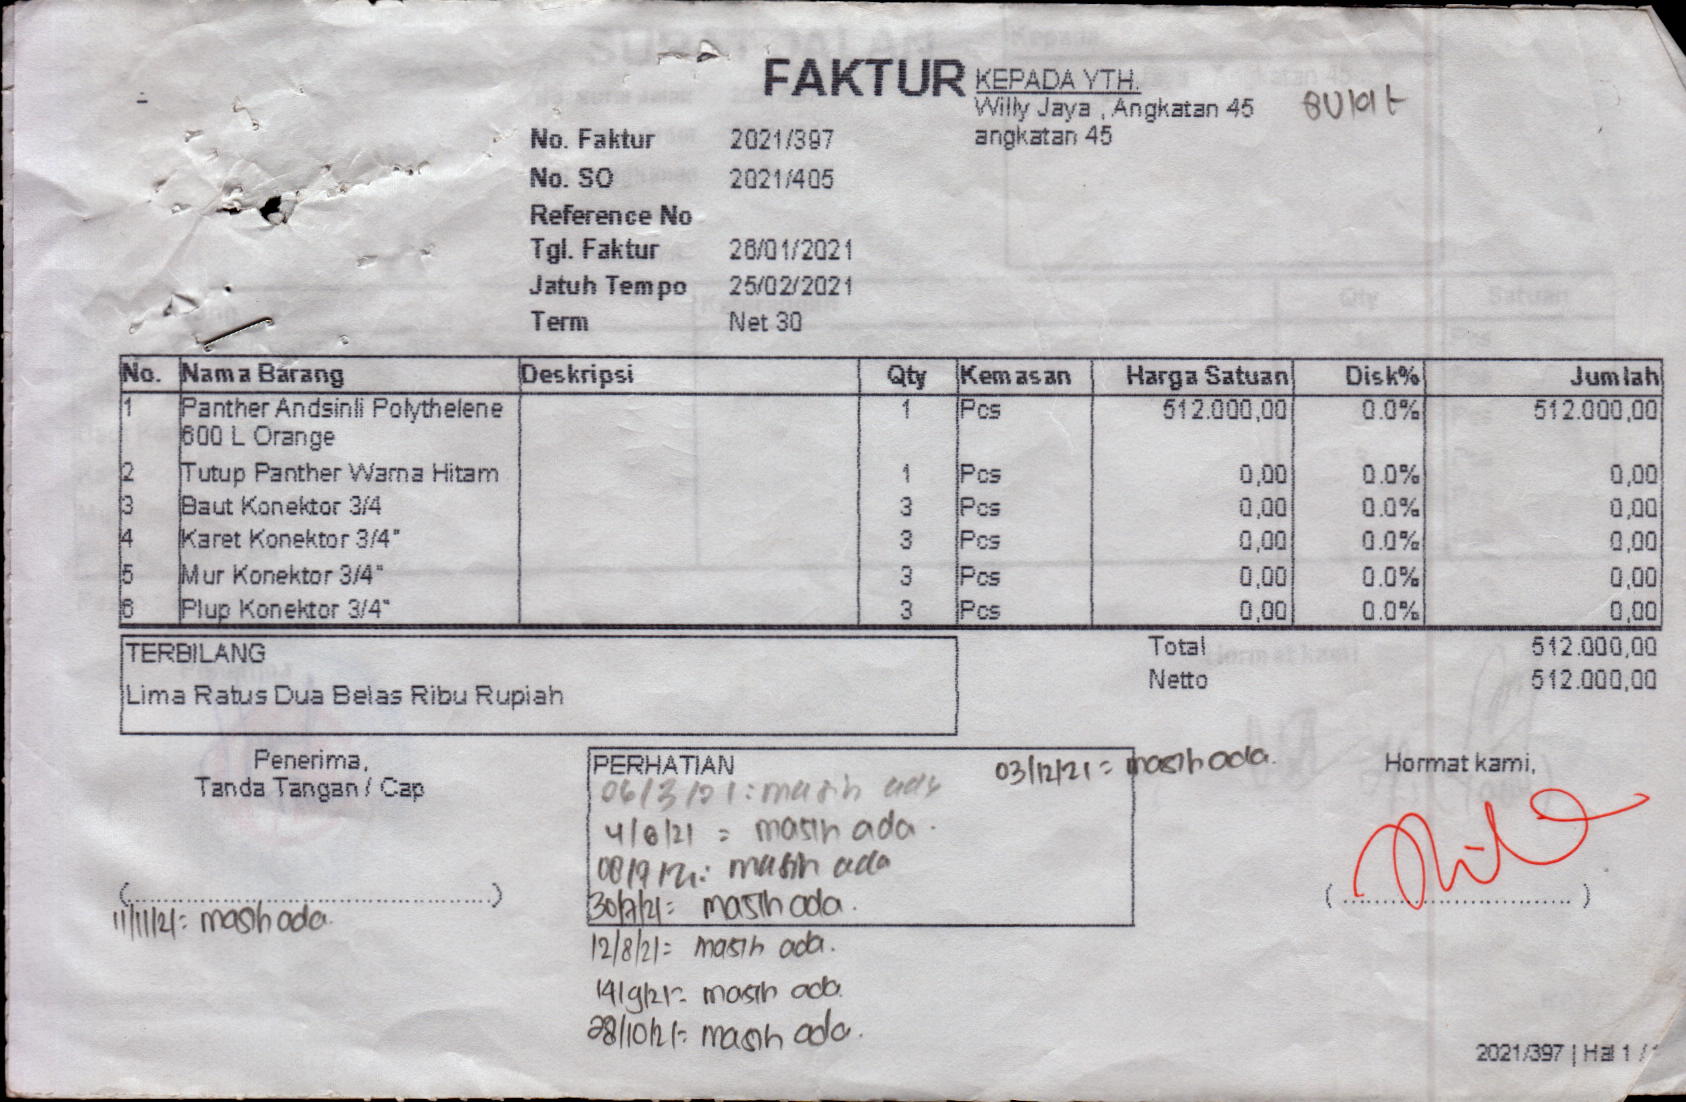 FAKTUR
KEPADA YTH.
Willy Jaya , Angkatan 45
angkatan 45
Bukit
No. Faktur 2021/397
No. SO 2021/405
Reference No
Tgl. Faktur 26/01/2021
Jatuh Tempo 25/02/2021
Term Net 30
No. Nama Barang Deskripsi Qty Kemasan Harga Satuan Disk% Jumlah
1 Panther Andsinli Polythelene 1 Pcs 512.000,00 0.0% 512.000,00
600 L Orange
2 Tutup Panther Warna Hitam 1 Pcs 0,00 0.0% 0,00
3 Baut Konektor 3/4 3 Pcs 0,00 0.0% 0,00
4 Karet Konektor 3/4" 3 Pcs 0,00 0.0% 0,00
5 Mur Konektor 3/4" 3 Pcs 0,00 0.0% 0,00
6 Plup Konektor 3/4" 3 Pcs 0,00 0.0% 0,00
TERBILANG
Lima Ratus Dua Belas Ribu Rupiah
Total 512.000,00
Netto 512.000,00
Penerima,
Tanda Tangan / Cap
(..................................................)
11/11/21: masih ada.
PERHATIAN
03/12/21 = masih ada.
06/3/21 : masih ada
4/6/21 = masih ada.
masih ada
30/7/21 = masih ada.
12/8/21 = masih ada.
14/9/21 = masih ada.
28/10/21 = masih ada.
Hormat kami,
(..................................)
2021/397 | Hal 1 /